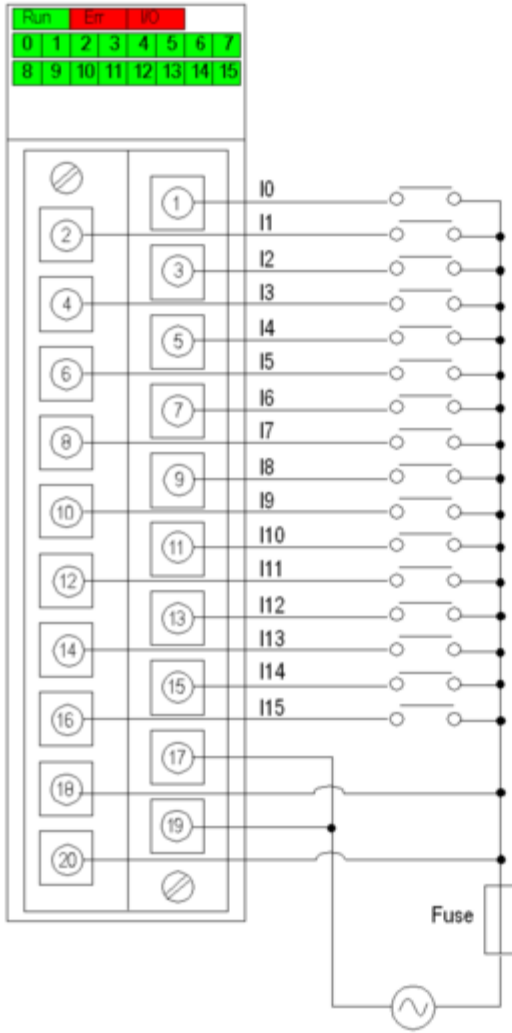 Run Err I/O
0 1 2 3 4 5 6 7
8 9 10 11 12 13 14 15
1 I0
2 I1
3 I2
4 I3
5 I4
6 I5
7 I6
8 I7
9 I8
10 I9
11 I10
12 I11
13 I12
14 I13
15 I14
16 I15
17
18
19
20
Fuse